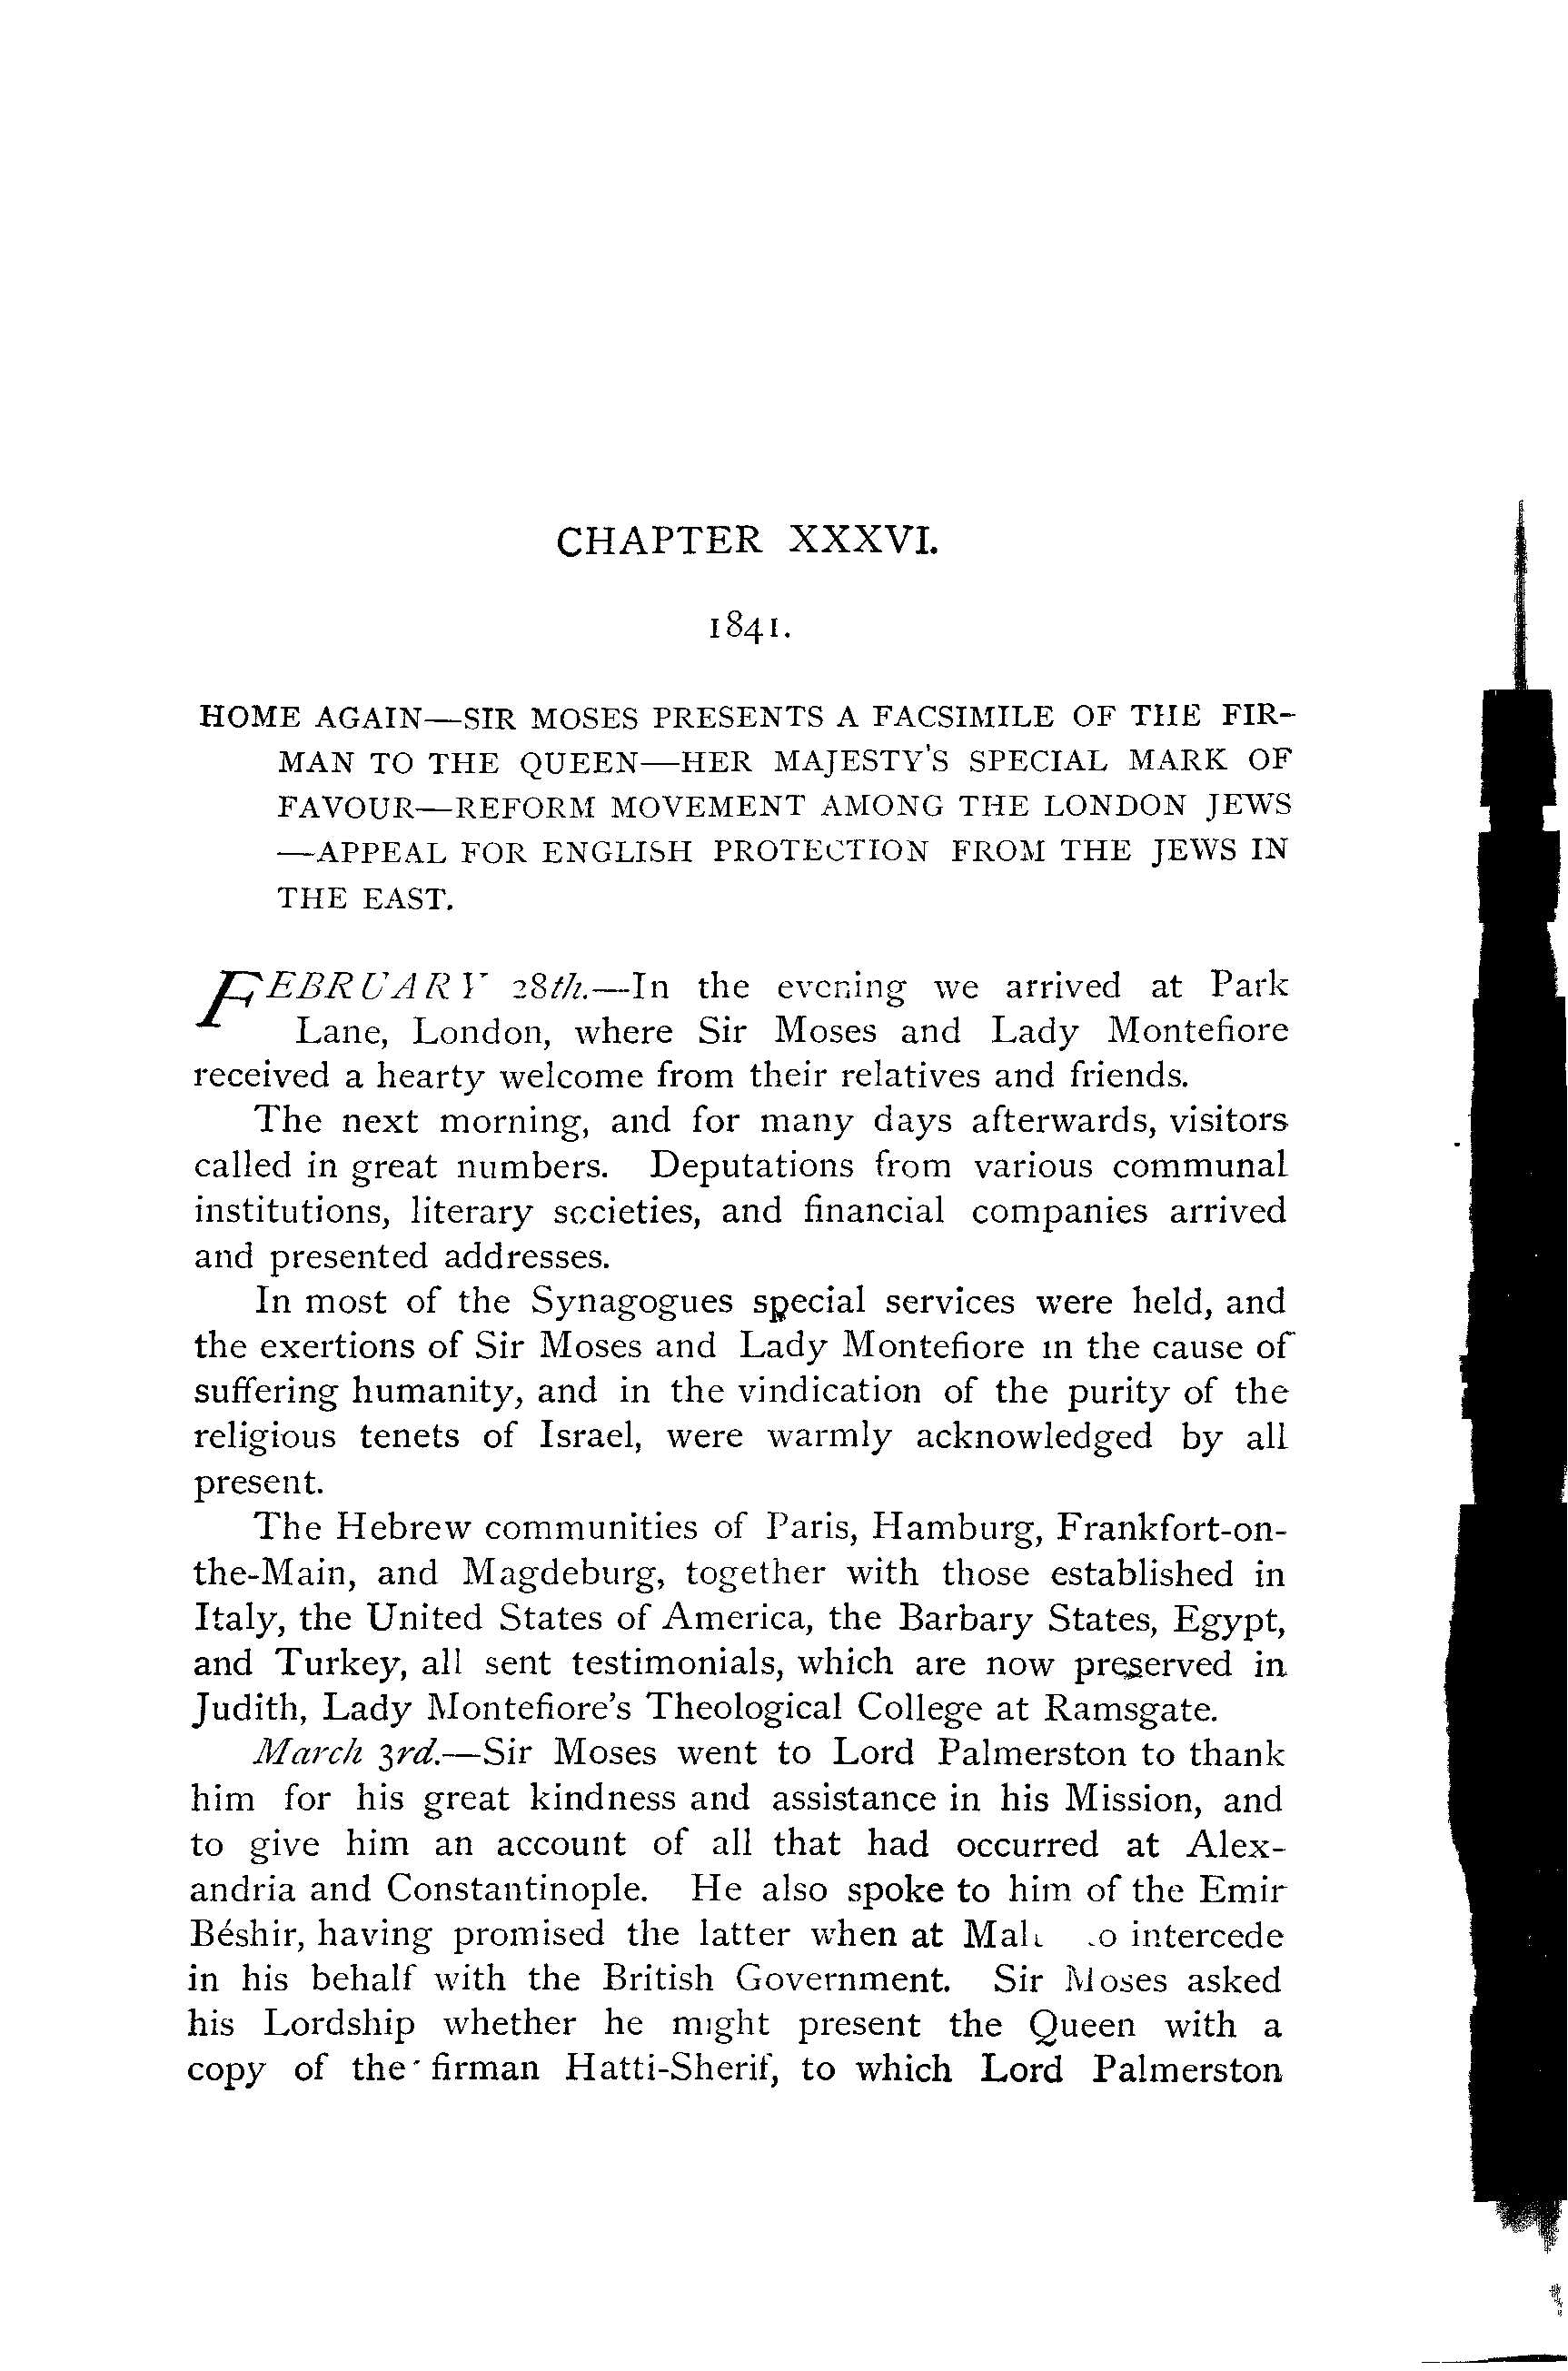 CHAPTER XXXVI.
1841.
HOME AGAIN—SIR MOSES PRESENTS A FACSIMILE OF THE FIR-
MAN TO THE QUEEN—HER MAJESTY'S SPECIAL MARK OF
FAVOUR—REFORM MOVEMENT AMONG THE LONDON JEWS
—APPEAL FOR ENGLISH PROTECTION FROM THE JEWS IN
THE EAST.
FEBRUARY 28th.—In the evening we arrived at Park
Lane, London, where Sir Moses and Lady Montefiore
received a hearty welcome from their relatives and friends.
The next morning, and for many days afterwards, visitors
called in great numbers. Deputations from various communal
institutions, literary societies, and financial companies arrived
and presented addresses.
In most of the Synagogues special services were held, and
the exertions of Sir Moses and Lady Montefiore in the cause of
suffering humanity, and in the vindication of the purity of the
religious tenets of Israel, were warmly acknowledged by all
present.
The Hebrew communities of Paris, Hamburg, Frankfort-on-
the-Main, and Magdeburg, together with those established in
Italy, the United States of America, the Barbary States, Egypt,
and Turkey, all sent testimonials, which are now preserved in
Judith, Lady Montefiore's Theological College at Ramsgate.
March 3rd.—Sir Moses went to Lord Palmerston to thank
him for his great kindness and assistance in his Mission, and
to give him an account of all that had occurred at Alex-
andria and Constantinople. He also spoke to him of the Emir
Béshir, having promised the latter when at intercede
in his behalf with the British Government. Sir Moses asked
his Lordship whether he might present the Queen with a
copy of the firman Hatti-Sherif, to which Lord Palmerston